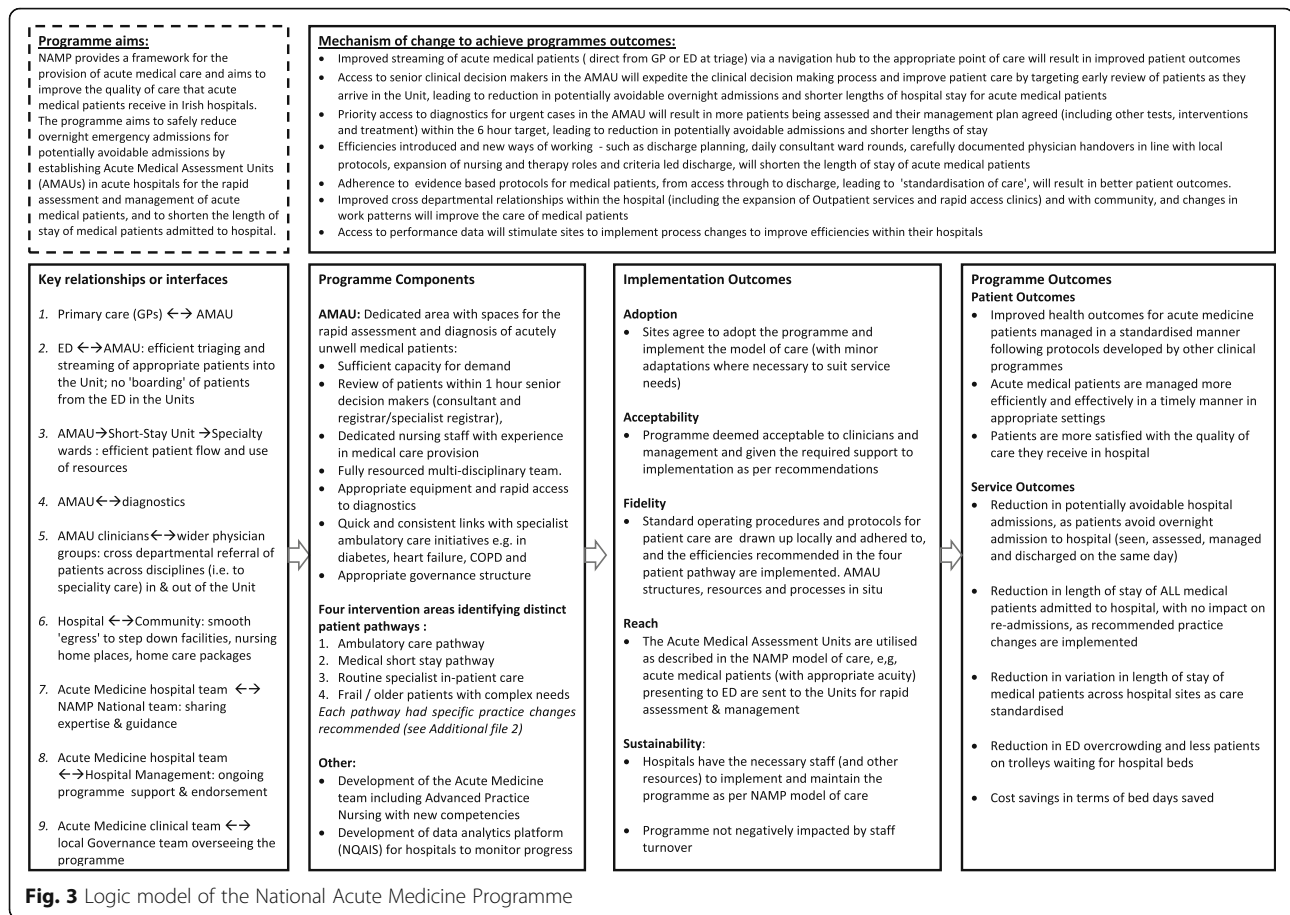 Programme aims:
NAMP provides a framework for the
provision of acute medical care and aims to
improve the quality of care that acute
medical patients receive in Irish hospitals.
The programme aims to safely reduce
overnight emergency admissions for
potentially avoidable admissions by
establishing Acute Medical Assessment Units
(AMAUs) in acute hospitals for the rapid
assessment and management of acute
medical patients, and to shorten the length of
stay of medical patients admitted to hospital.
Mechanism of change to achieve programmes outcomes:
• Improved streaming of acute medical patients ( direct from GP or ED at triage) via a navigation hub to the appropriate point of care will result in improved patient outcomes
• Access to senior clinical decision makers in the AMAU will expedite the clinical decision making process and improve patient care by targeting early review of patients as they
arrive in the Unit, leading to reduction in potentially avoidable overnight admissions and shorter lengths of hospital stay for acute medical patients
• Priority access to diagnostics for urgent cases in the AMAU will result in more patients being assessed and their management plan agreed (including other tests, interventions
and treatment) within the 6 hour target, leading to reduction in potentially avoidable admissions and shorter lengths of stay
• Efficiencies introduced and new ways of working - such as discharge planning, daily consultant ward rounds, carefully documented physician handovers in line with local
protocols, expansion of nursing and therapy roles and criteria led discharge, will shorten the length of stay of acute medical patients
• Adherence to evidence based protocols for medical patients, from access through to discharge, leading to 'standardisation of care', will result in better patient outcomes.
• Improved cross departmental relationships within the hospital (including the expansion of Outpatient services and rapid access clinics) and with community, and changes in
work patterns will improve the care of medical patients
• Access to performance data will stimulate sites to implement process changes to improve efficiencies within their hospitals
Key relationships or interfaces
1. Primary care (GPs) ←→ AMAU
2. ED ←→AMAU: efficient triaging and
streaming of appropriate patients into
the Unit; no 'boarding' of patients
from the ED in the Units
3. AMAU→Short-Stay Unit →Specialty
wards : efficient patient flow and use
of resources
4. AMAU←→diagnostics
5. AMAU clinicians←→wider physician
groups: cross departmental referral of
patients across disciplines (i.e. to
speciality care) in & out of the Unit
6. Hospital ←→Community: smooth
'egress' to step down facilities, nursing
home places, home care packages
7. Acute Medicine hospital team ←→
NAMP National team: sharing
expertise & guidance
8. Acute Medicine hospital team
←→Hospital Management: ongoing
programme support & endorsement
9. Acute Medicine clinical team ←→
local Governance team overseeing the
programme
Programme Components
AMAU: Dedicated area with spaces for the
rapid assessment and diagnosis of acutely
unwell medical patients:
• Sufficient capacity for demand
• Review of patients within 1 hour senior
decision makers (consultant and
registrar/specialist registrar),
• Dedicated nursing staff with experience
in medical care provision
• Fully resourced multi-disciplinary team.
• Appropriate equipment and rapid access
to diagnostics
• Quick and consistent links with specialist
ambulatory care initiatives e.g. in
diabetes, heart failure, COPD and
• Appropriate governance structure
Four intervention areas identifying distinct
patient pathways :
1. Ambulatory care pathway
2. Medical short stay pathway
3. Routine specialist in-patient care
4. Frail / older patients with complex needs
Each pathway had specific practice changes
recommended (see Additional file 2)
Other:
• Development of the Acute Medicine
team including Advanced Practice
Nursing with new competencies
• Development of data analytics platform
(NQAIS) for hospitals to monitor progress
Implementation Outcomes
Adoption
• Sites agree to adopt the programme and
implement the model of care (with minor
adaptations where necessary to suit service
needs)
Acceptability
• Programme deemed acceptable to clinicians and
management and given the required support to
implementation as per recommendations
Fidelity
• Standard operating procedures and protocols for
patient care are drawn up locally and adhered to,
and the efficiencies recommended in the four
patient pathway are implemented. AMAU
structures, resources and processes in situ
Reach
• The Acute Medical Assessment Units are utilised
as described in the NAMP model of care, e,g,
acute medical patients (with appropriate acuity)
presenting to ED are sent to the Units for rapid
assessment & management
Sustainability:
• Hospitals have the necessary staff (and other
resources) to implement and maintain the
programme as per NAMP model of care
• Programme not negatively impacted by staff
turnover
Programme Outcomes
Patient Outcomes
• Improved health outcomes for acute medicine
patients managed in a standardised manner
following protocols developed by other clinical
programmes
• Acute medical patients are managed more
efficiently and effectively in a timely manner in
appropriate settings
• Patients are more satisfied with the quality of
care they receive in hospital
Service Outcomes
• Reduction in potentially avoidable hospital
admissions, as patients avoid overnight
admission to hospital (seen, assessed, managed
and discharged on the same day)
• Reduction in length of stay of ALL medical
patients admitted to hospital, with no impact on
re-admissions, as recommended practice
changes are implemented
• Reduction in variation in length of stay of
medical patients across hospital sites as care
standardised
• Reduction in ED overcrowding and less patients
on trolleys waiting for hospital beds
• Cost savings in terms of bed days saved
Fig. 3 Logic model of the National Acute Medicine Programme